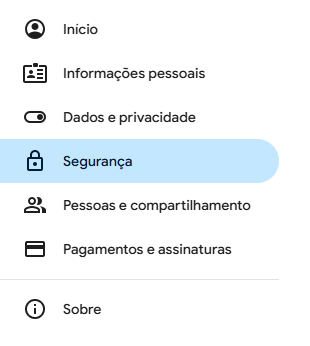 Início
Informações pessoais
Dados e privacidade
Segurança
Pessoas e compartilhamento
Pagamentos e assinaturas
Sobre